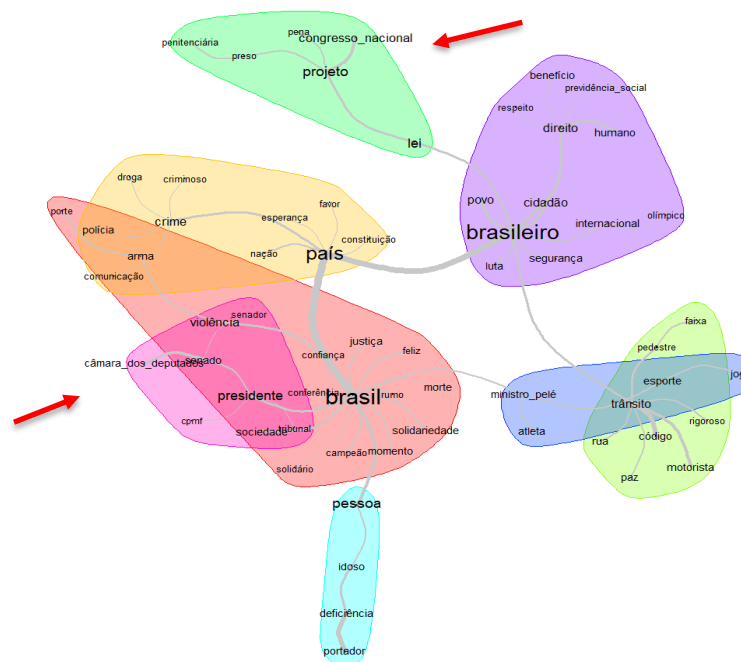 pena
congresso_nacional
penitenciária
preso
projeto
lei
benefício
previdência_social
respeito
direito
humano
povo
cidadão
olímpico
internacional
brasileiro
segurança
luta
droga
criminoso
favor
porte
crime
esperança
polícia
constituição
arma
nação
país
comunicação
senador
violência
justiça
confiança
feliz
câmara_dos_deputados
senado
presidente
conferência
brasil
rumo
morte
cpmf
sociedade
tribunal
solidariedade
campeão
momento
solidário
faixa
pedestre
esporte
jog
ministro_pelé
trânsito
atleta
rua
código
rigoroso
motorista
paz
pessoa
idoso
deficiência
portador